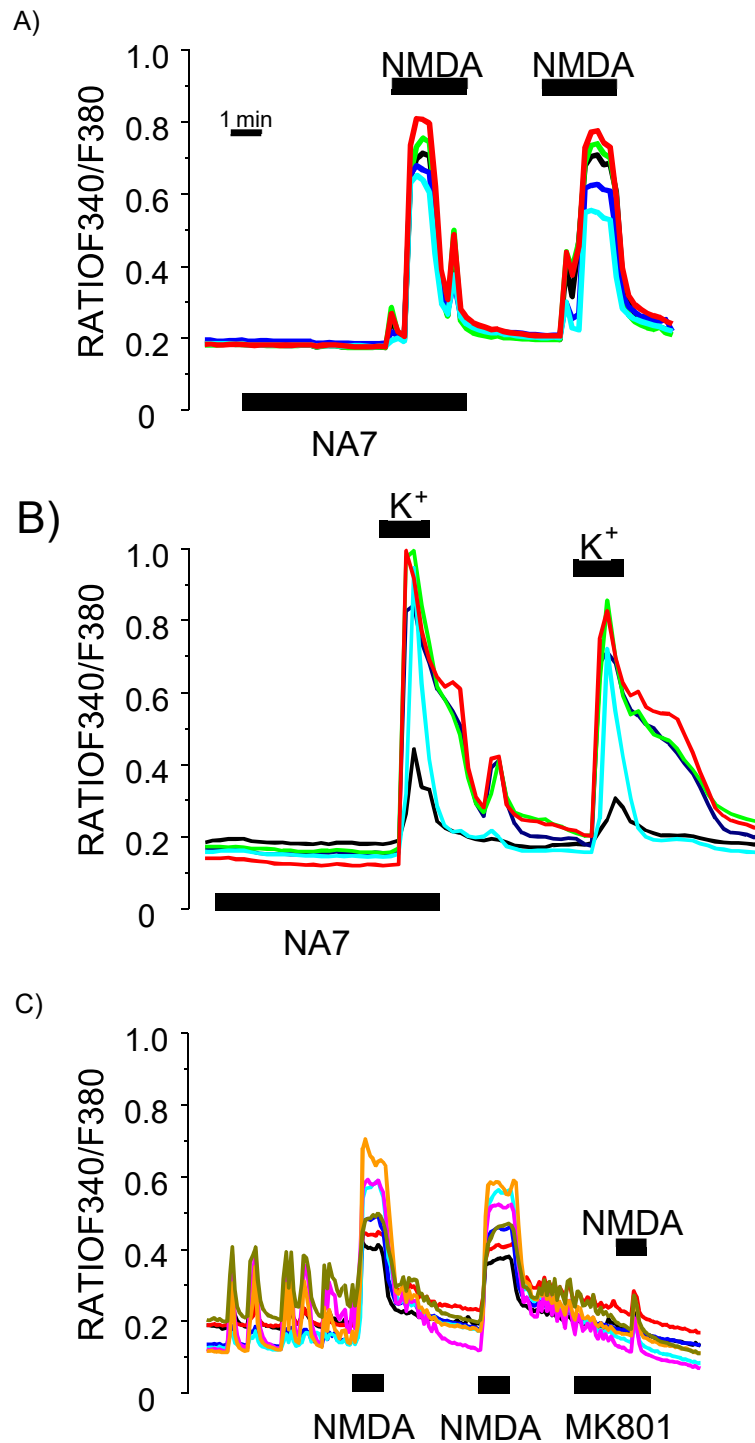 A)
NMDA NMDA
1 min
1.0
0.8
0.6
0.4
0.2
0
RATIOF340/F380
NA7
B)
K+
K+
1.0
0.8
0.6
0.4
0.2
0
RATIOF340/F380
NA7
C)
1.0
0.8
0.6
0.4
0.2
0
RATIOF340/F380
NMDA
NMDA NMDA MK801